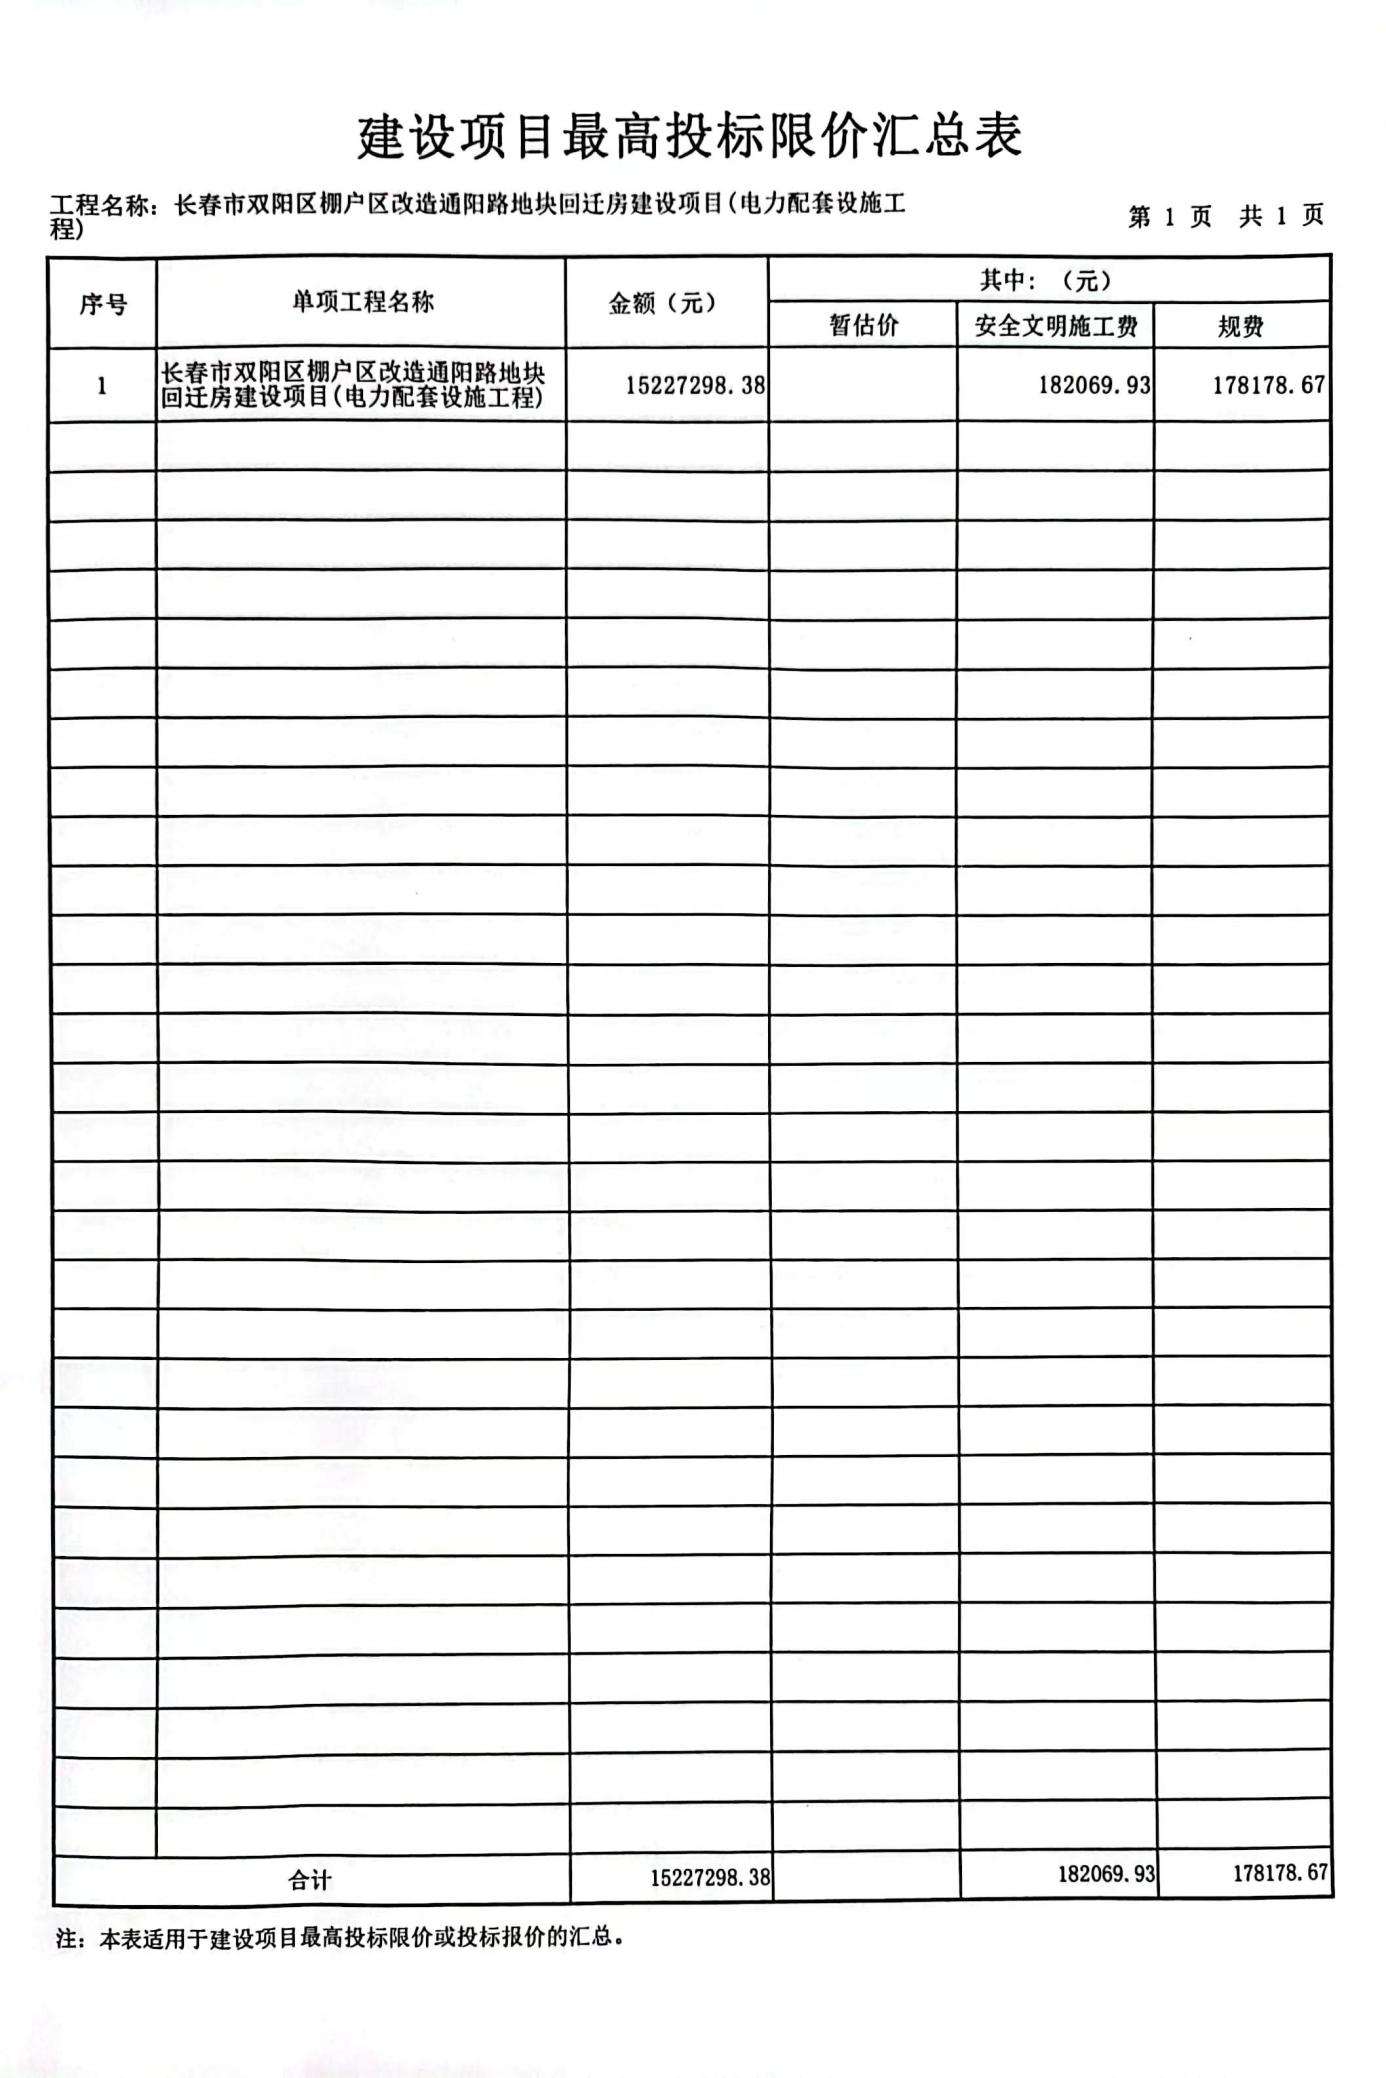 建设项目最高投标限价汇总表
工程名称：长春市双阳区棚户区改造通阳路地块回迁房建设项目(电力配套设施工
程)
第 1 页 共 1 页
序号 单项工程名称 金额（元） 其中：（元）
暂估价 安全文明施工费 规费
1 长春市双阳区棚户区改造通阳路地块 15227298.38 182069.93 178178.67
回迁房建设项目(电力配套设施工程)
合计 15227298.38 182069.93 178178.67
注：本表适用于建设项目最高投标限价或投标报价的汇总。